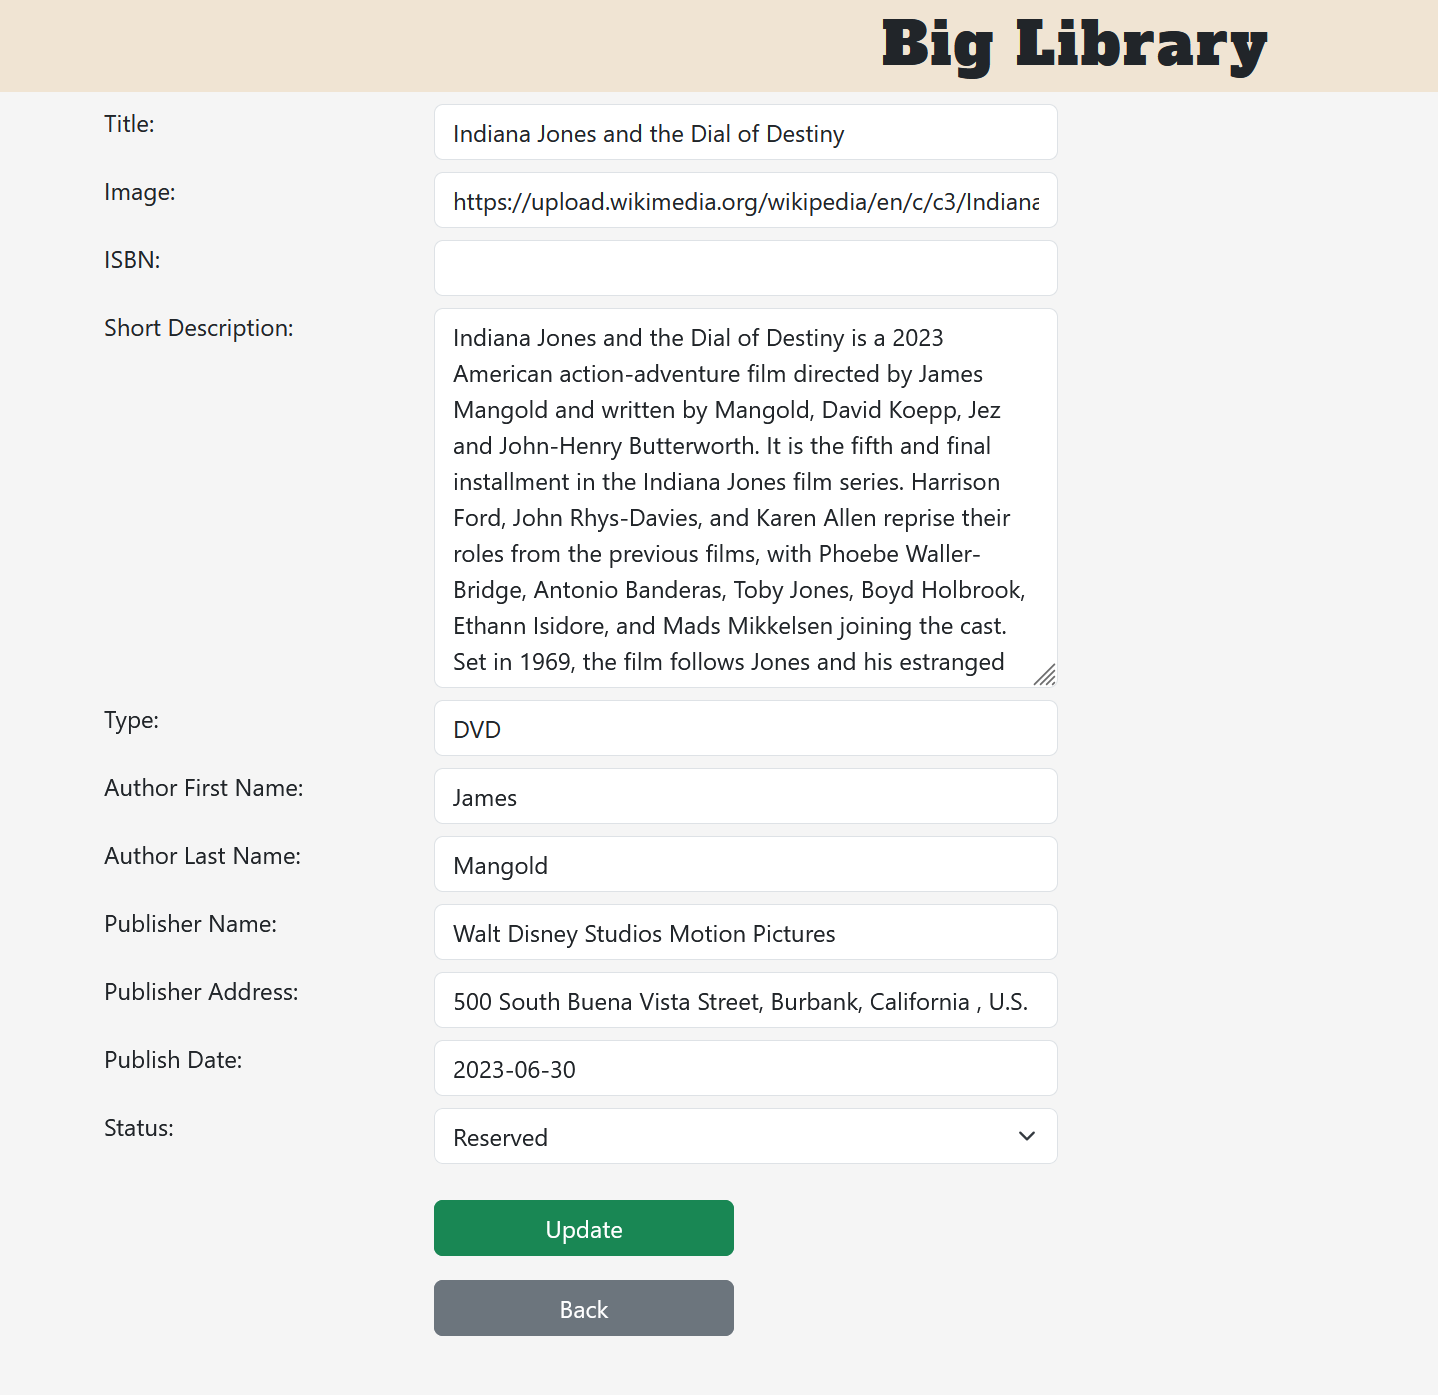 Big Library
Title:
Indiana Jones and the Dial of Destiny
Image:
https://upload.wikimedia.org/wikipedia/en/c/c3/Indiana
ISBN:
Short Description:
Indiana Jones and the Dial of Destiny is a 2023
American action-adventure film directed by James
Mangold and written by Mangold, David Koepp, Jez
and John-Henry Butterworth. It is the fifth and final
installment in the Indiana Jones film series. Harrison
Ford, John Rhys-Davies, and Karen Allen reprise their
roles from the previous films, with Phoebe Waller-
Bridge, Antonio Banderas, Toby Jones, Boyd Holbrook,
Ethann Isidore, and Mads Mikkelsen joining the cast.
Set in 1969, the film follows Jones and his estranged
Type:
DVD
Author First Name:
James
Author Last Name:
Mangold
Publisher Name:
Walt Disney Studios Motion Pictures
Publisher Address:
500 South Buena Vista Street, Burbank, California , U.S.
Publish Date:
2023-06-30
Status:
Reserved
Update
Back